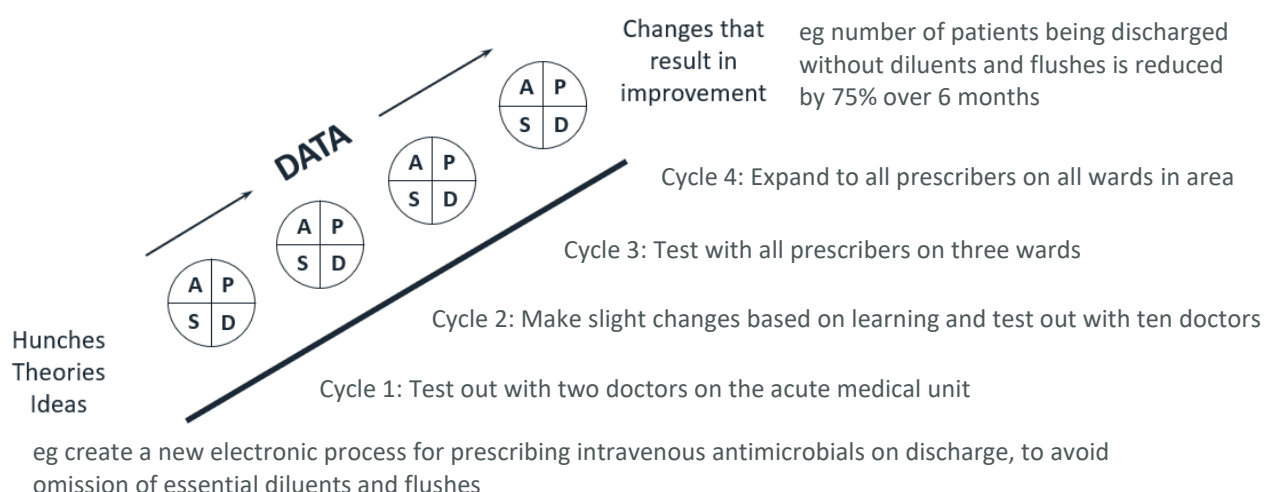 Changes that
result in
improvement
eg number of patients being discharged
without diluents and flushes is reduced
by 75% over 6 months
DATA
A P
S D
A P
S D
A P
S D
A P
S D
Cycle 4: Expand to all prescribers on all wards in area
Cycle 3: Test with all prescribers on three wards
Cycle 2: Make slight changes based on learning and test out with ten doctors
Cycle 1: Test out with two doctors on the acute medical unit
Hunches
Theories
Ideas
eg create a new electronic process for prescribing intravenous antimicrobials on discharge, to avoid
omission of essential diluents and flushes